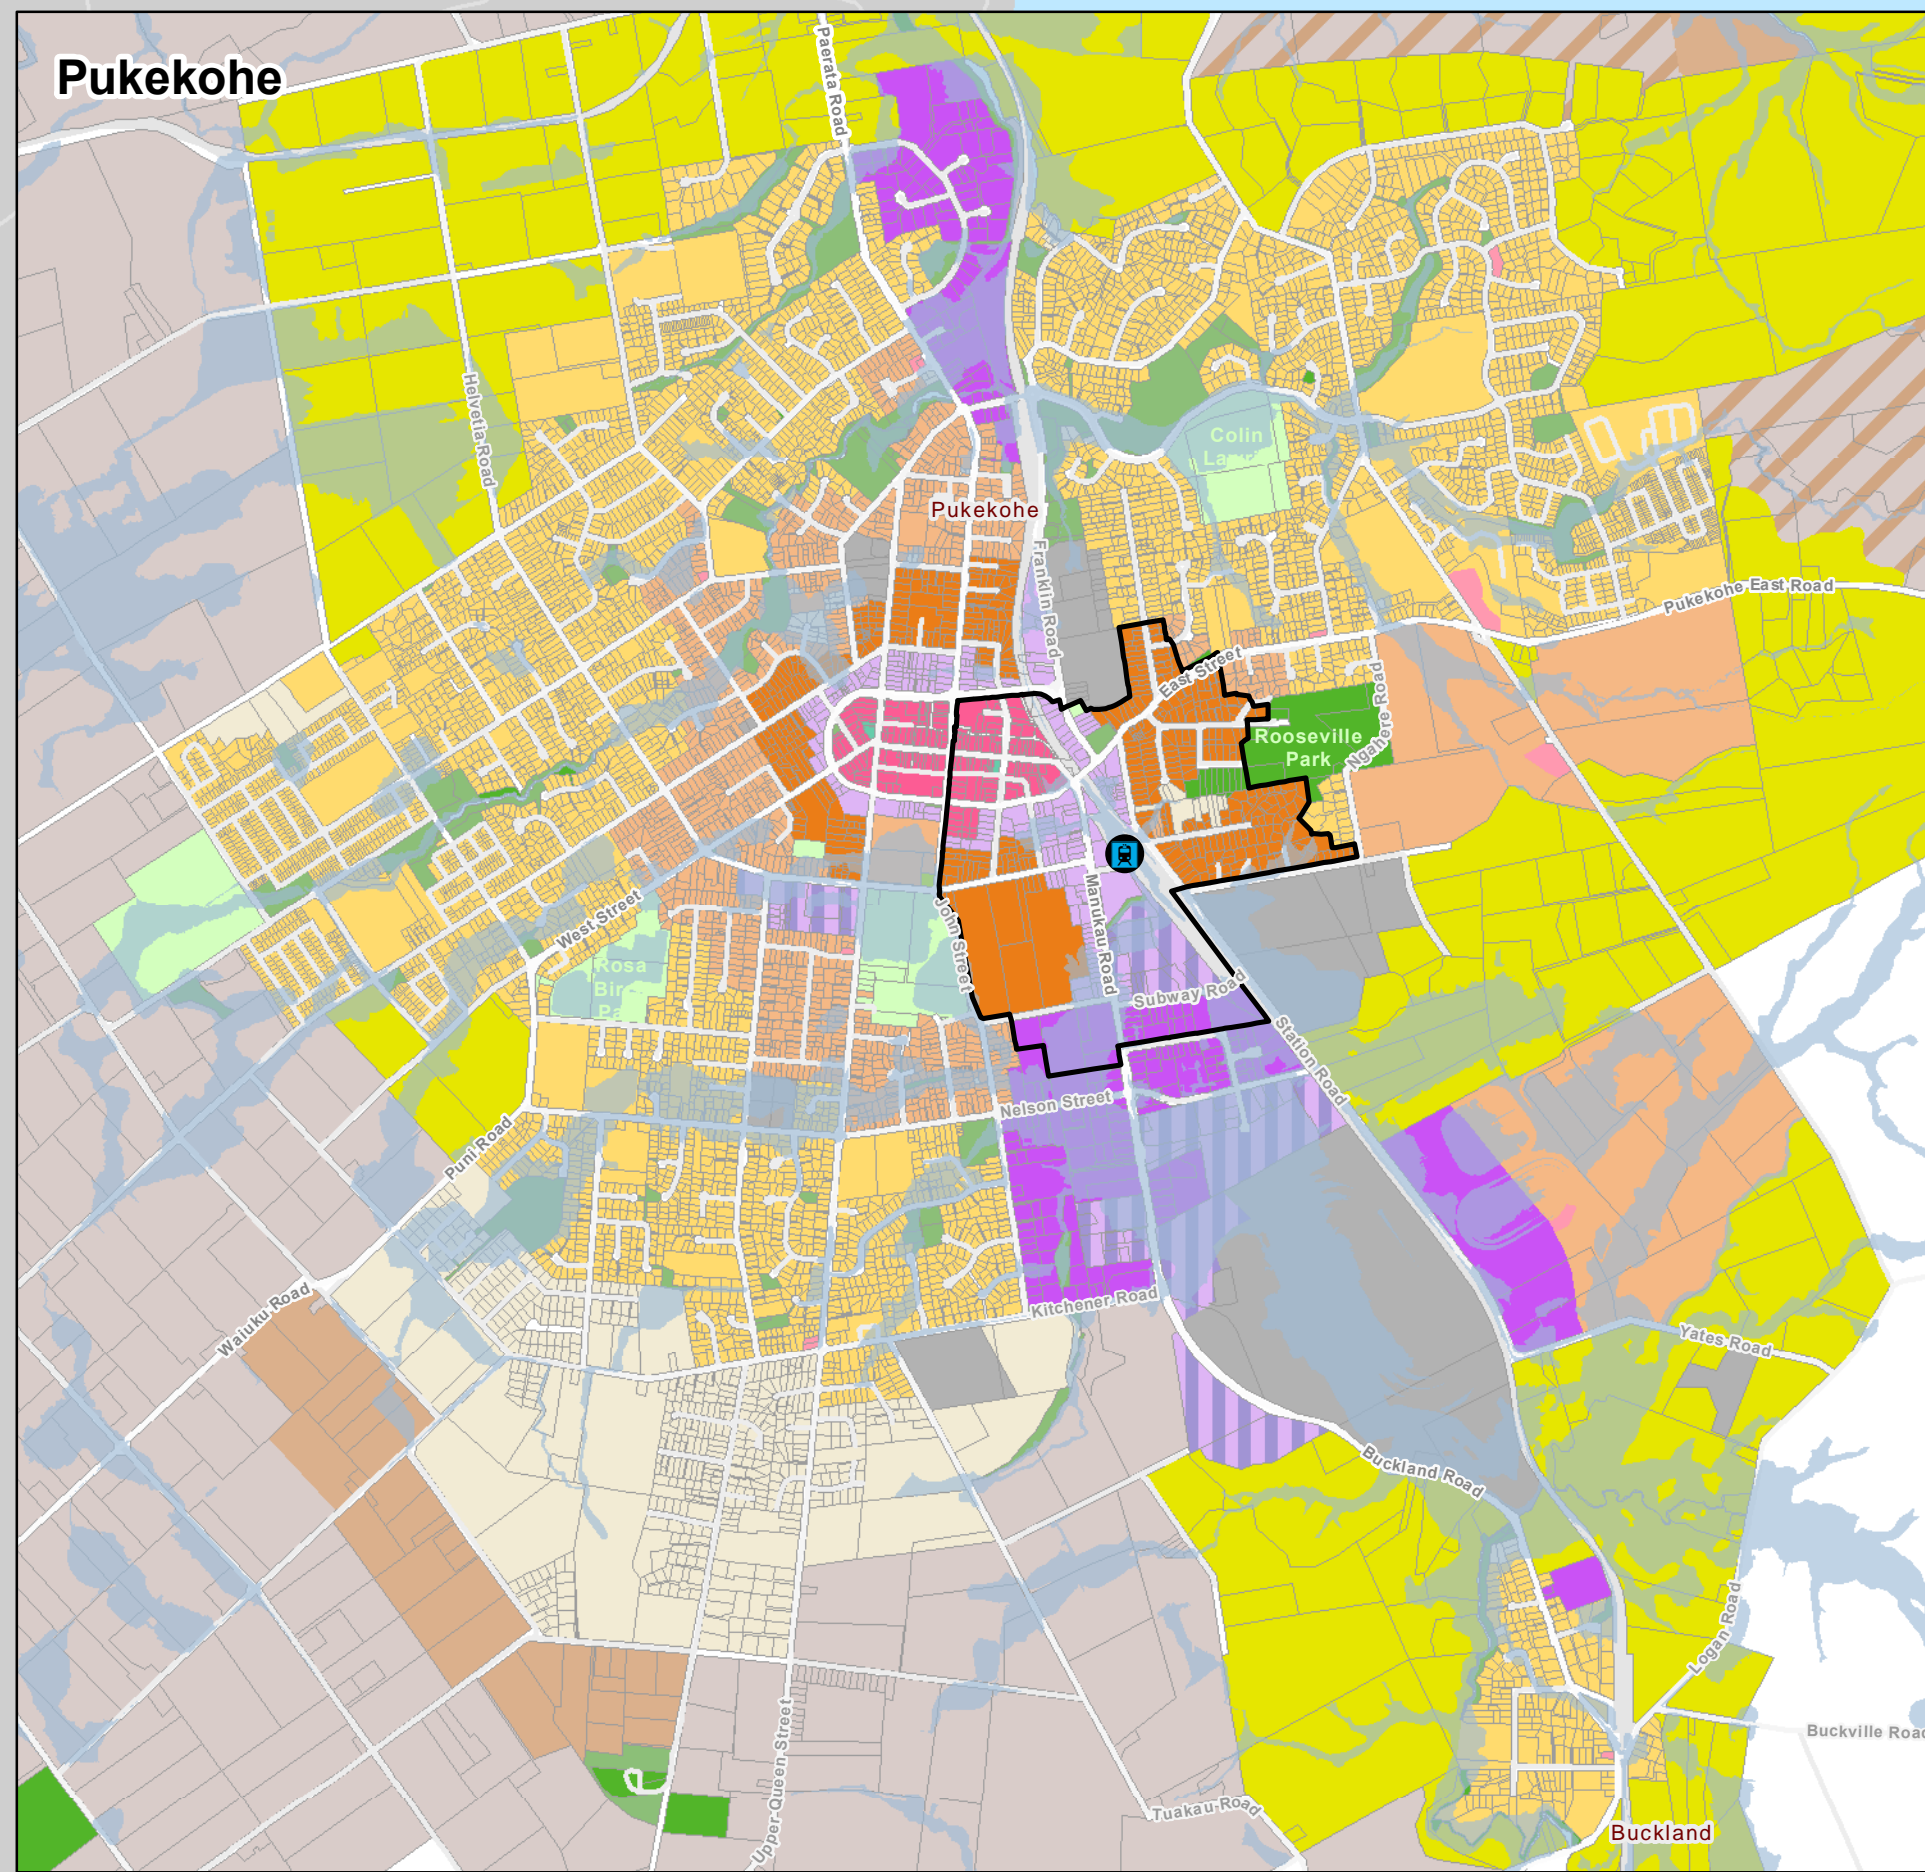 Pukekohe
Paerata Road
Helvetia Road
Colin
Pukekohe
Franklin Road
Pukekohe East Road
East Street
Ngahere Road
Rooseville
Park
West Street
Rosa
John Street
Manukau Road
Subway Road
Station Road
Nelson Street
Puni Road
Kitchener Road
Waiuku Road
Yates Road
Buckland Road
Logan Road
Upper Queen Street
Buckville Road
Tuakau Road
Buckland